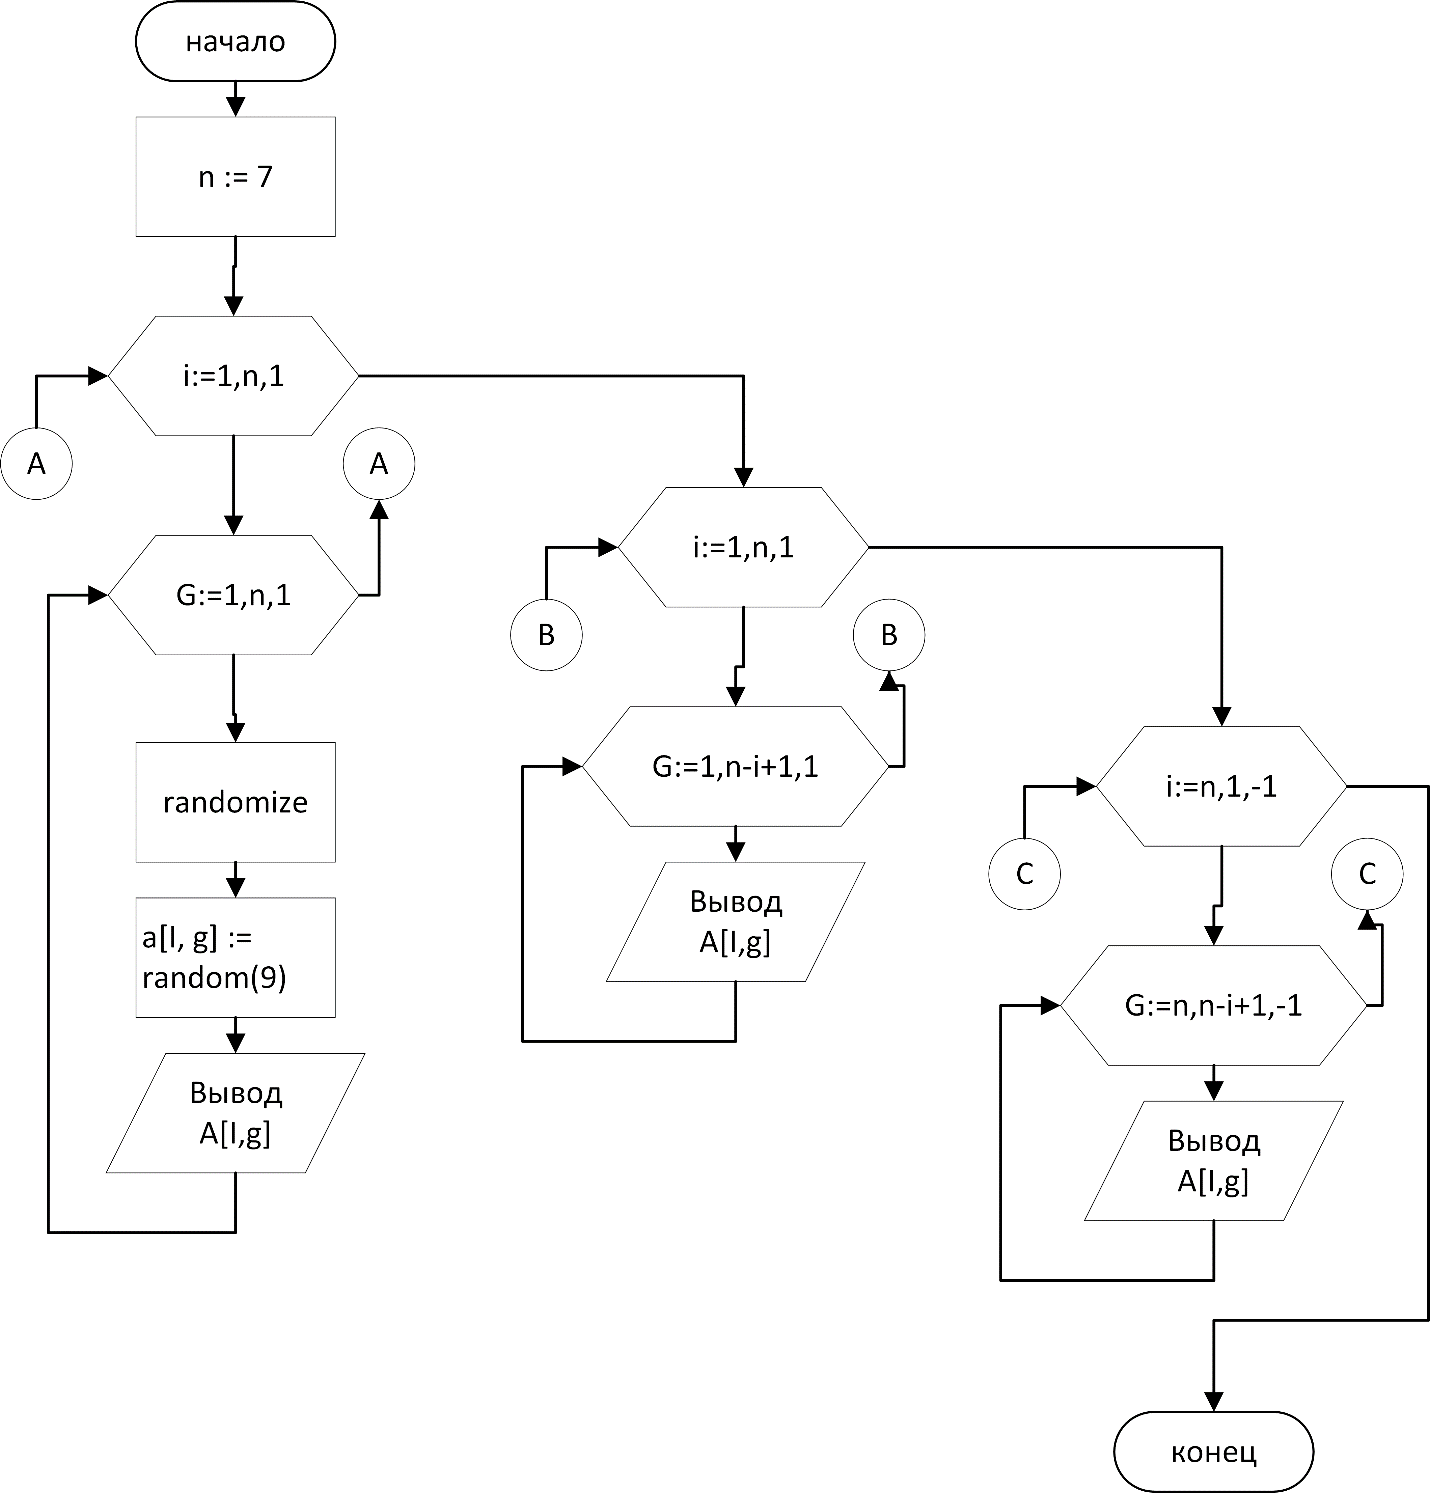 начало
n := 7
i:=1,n,1
A
A
G:=1,n,1
randomize
a[I, g] :=
random(9)
Вывод
A[I,g]
i:=1,n,1
B
B
G:=1,n-i+1,1
Вывод
A[I,g]
i:=n,1,-1
C
C
G:=n,n-i+1,-1
Вывод
A[I,g]
конец